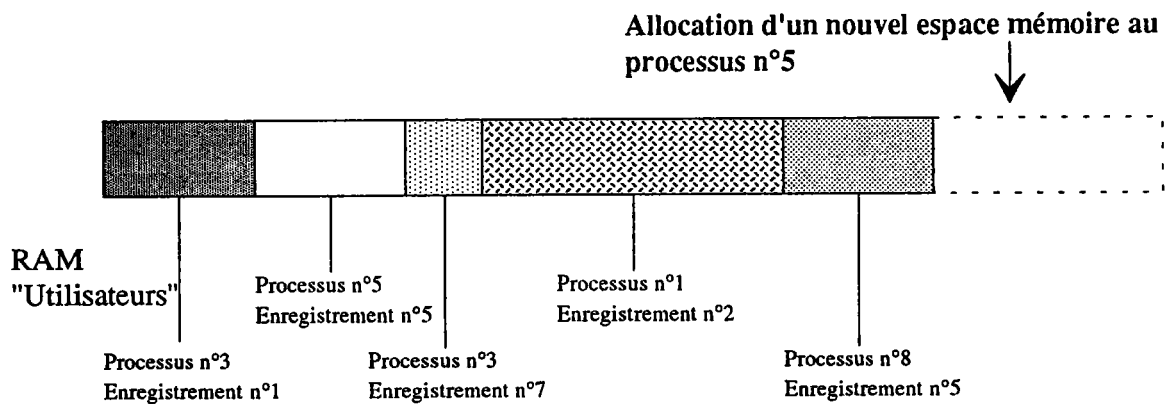 Allocation d'un nouvel espace mémoire au
processus n°5
RAM
"Utilisateurs"
Processus n°5
Enregistrement n°5
Processus n°1
Enregistrement n°2
Processus n°3
Enregistrement n°1
Processus n°3
Enregistrement n°7
Processus n°8
Enregistrement n°5